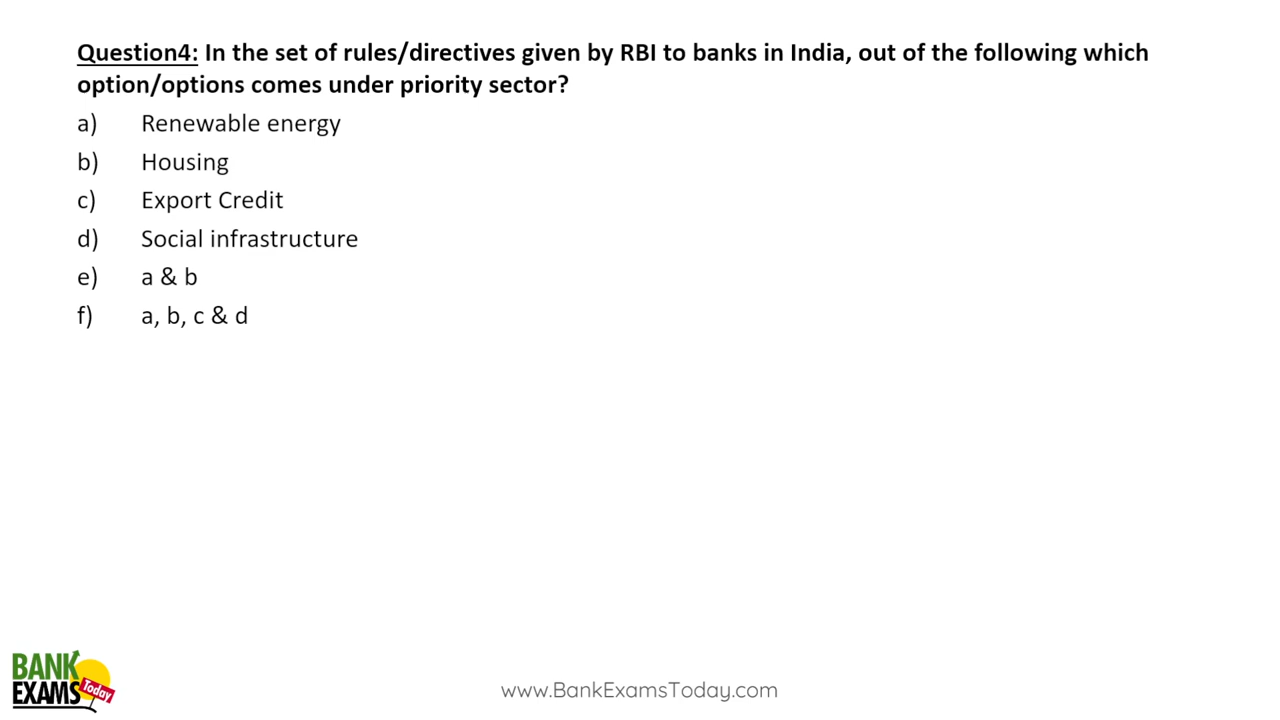 Question4: In the set of rules/directives given by RBI to banks in India, out of the following which
option/options comes under priority sector?
a) Renewable energy
b) Housing
c) Export Credit
d) Social infrastructure
e) a & b
f) a, b, c & d
BANK
EXAMS
Today
www.BankExamsToday.com